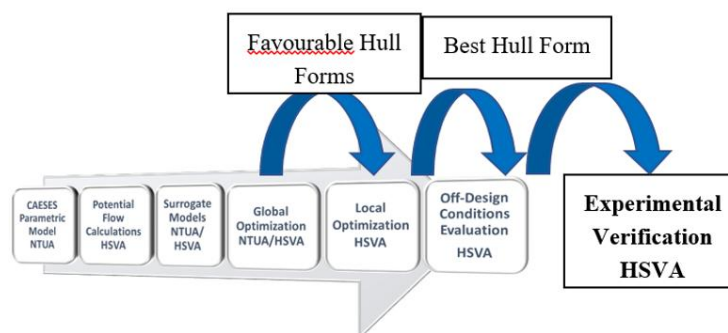 Favourable Hull
Forms
Best Hull Form
CAESES
Parametric
Model
NTUA
Potential
Flow
Calculations
HSVA
Surrogate
Models
NTUA/
HSVA
Global
Optimization
NTUA/HSVA
Local
Optimization
HSVA
Off-Design
Conditions
Evaluation
HSVA
Experimental
Verification
HSVA